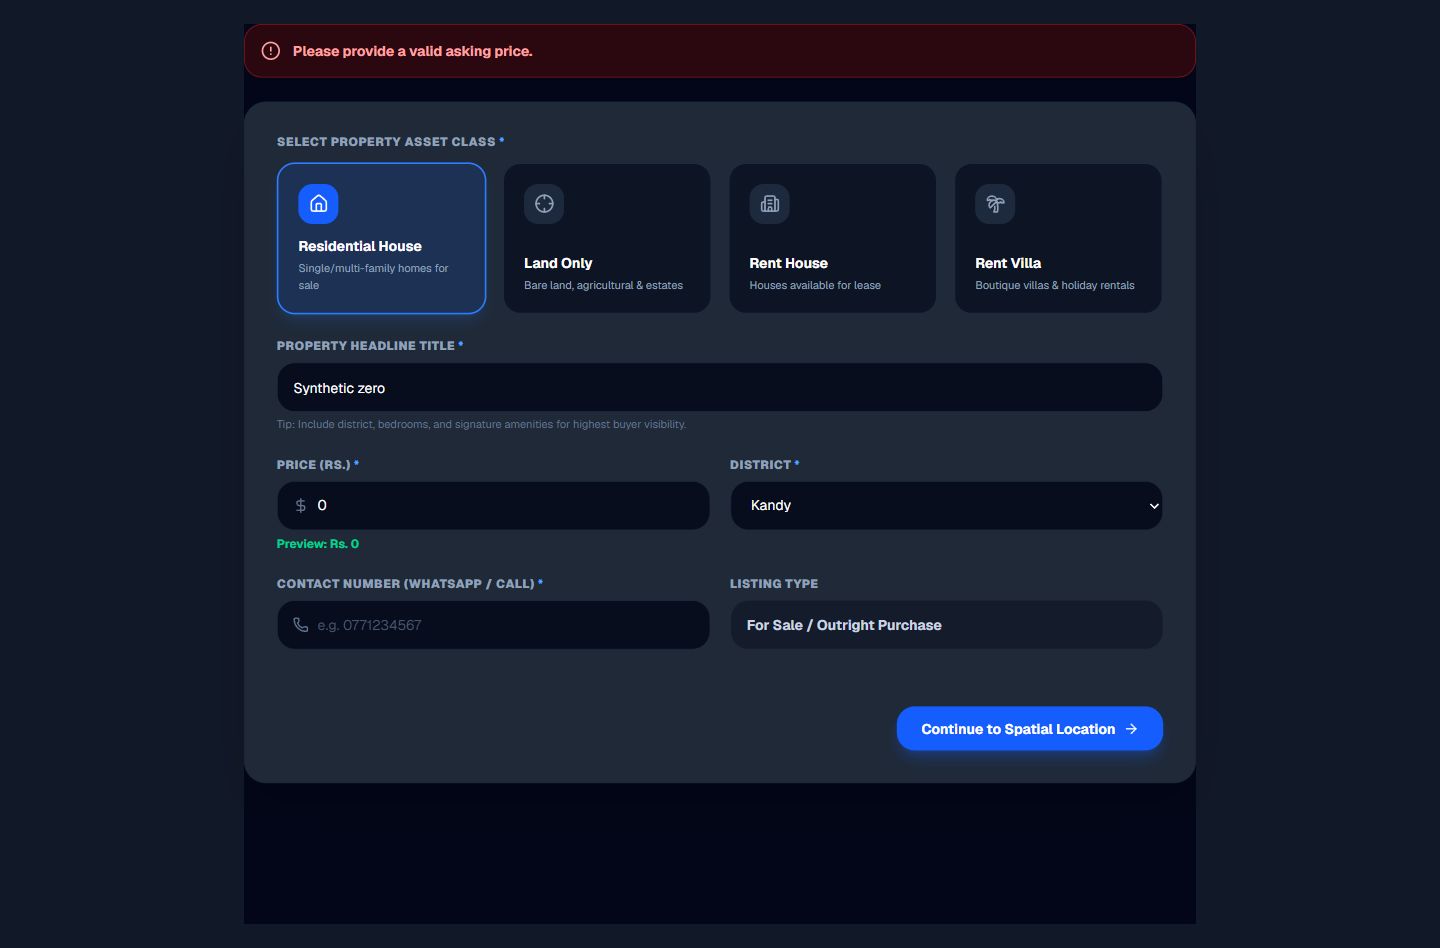 Please provide a valid asking price.
SELECT PROPERTY ASSET CLASS *
Residential House
Single/multi-family homes for
sale
Land Only
Bare land, agricultural & estates
Rent House
Houses available for lease
Rent Villa
Boutique villas & holiday rentals
PROPERTY HEADLINE TITLE *
Synthetic zero
Tip: Include district, bedrooms, and signature amenities for highest buyer visibility.
PRICE (RS.) *
$ 0
Preview: Rs. 0
DISTRICT *
Kandy
CONTACT NUMBER (WHATSAPP / CALL) *
e.g. 0771234567
LISTING TYPE
For Sale / Outright Purchase
Continue to Spatial Location →